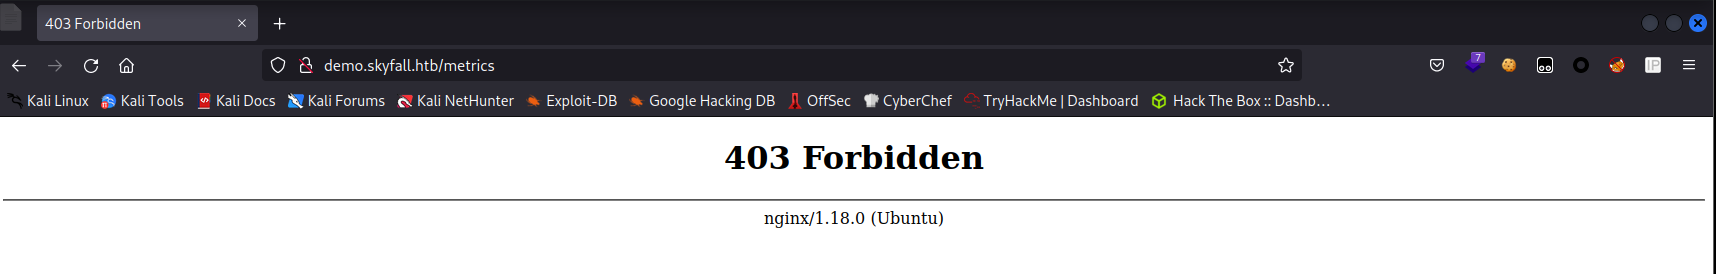 403 Forbidden
demo.skyfall.htb/metrics
7
IP
Kali Linux Kali Tools Kali Docs Kali Forums Kali NetHunter Exploit-DB Google Hacking DB OffSec CyberChef TryHackMe | Dashboard Hack The Box :: Dashb...
403 Forbidden
nginx/1.18.0 (Ubuntu)